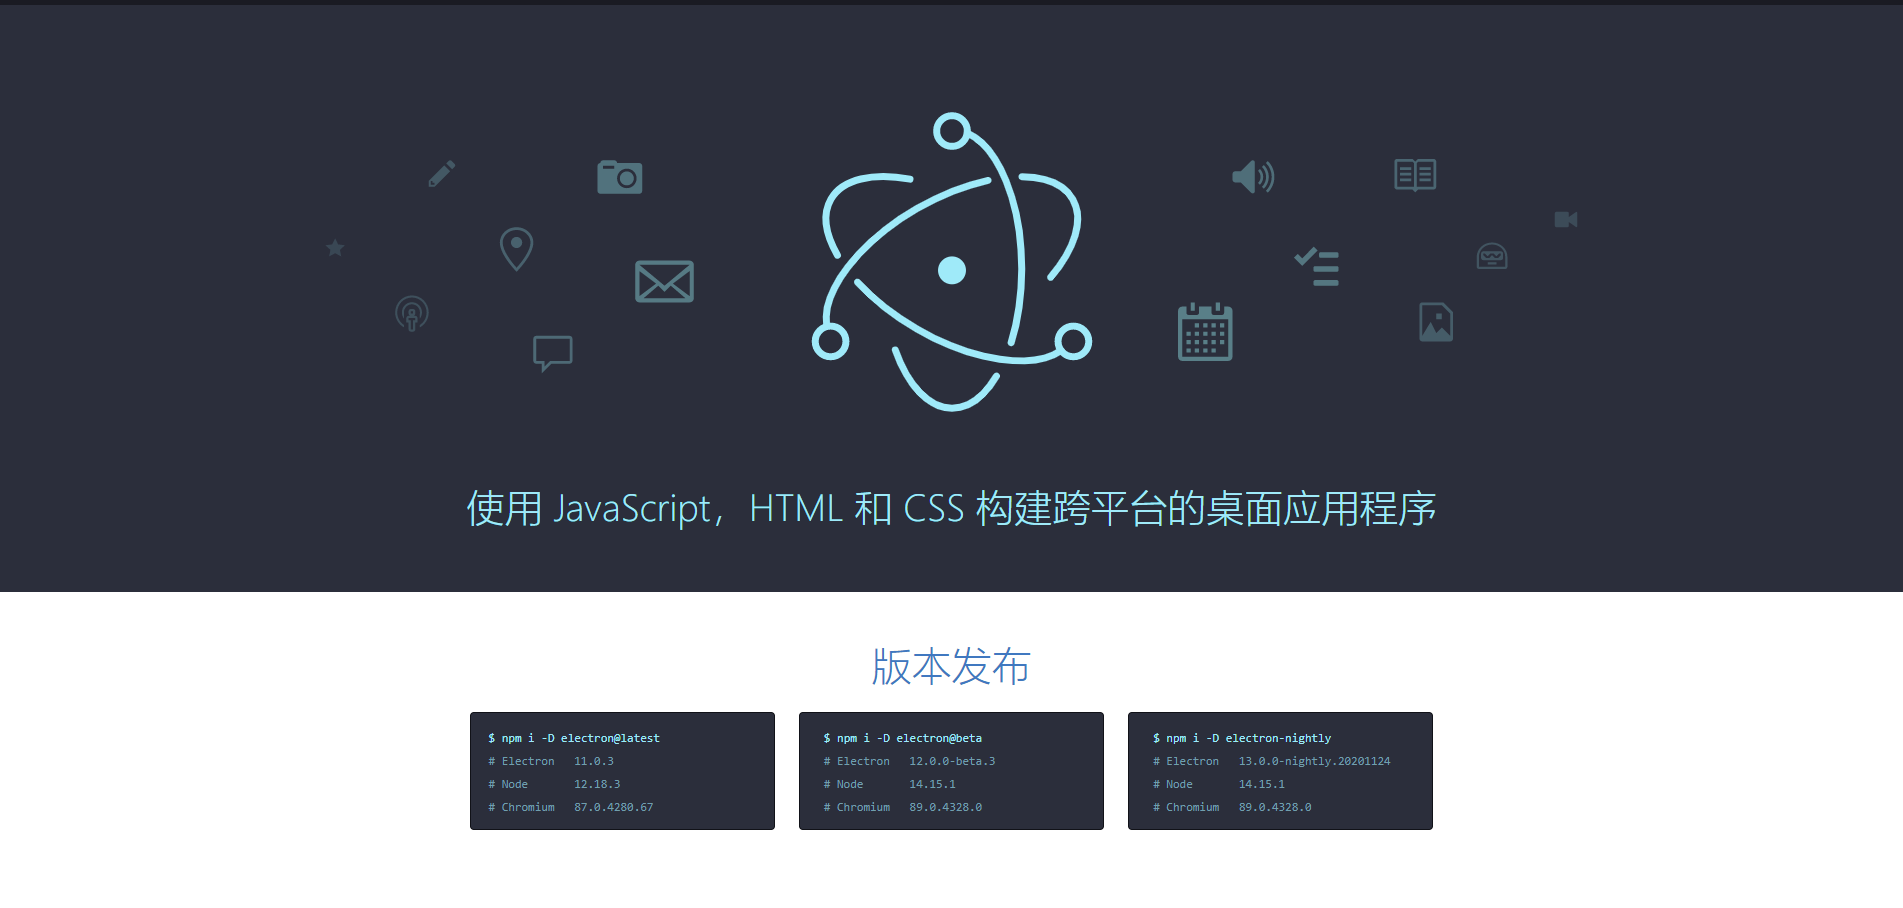 使用 JavaScript，HTML 和 CSS 构建跨平台的桌面应用程序
版本发布
$ npm i -D electron@latest
# Electron 11.0.3
# Node 12.18.3
# Chromium 87.0.4280.67
$ npm i -D electron@beta
# Electron 12.0.0-beta.3
# Node 14.15.1
# Chromium 89.0.4328.0
$ npm i -D electron-nightly
# Electron 13.0.0-nightly.20201124
# Node 14.15.1
# Chromium 89.0.4328.0